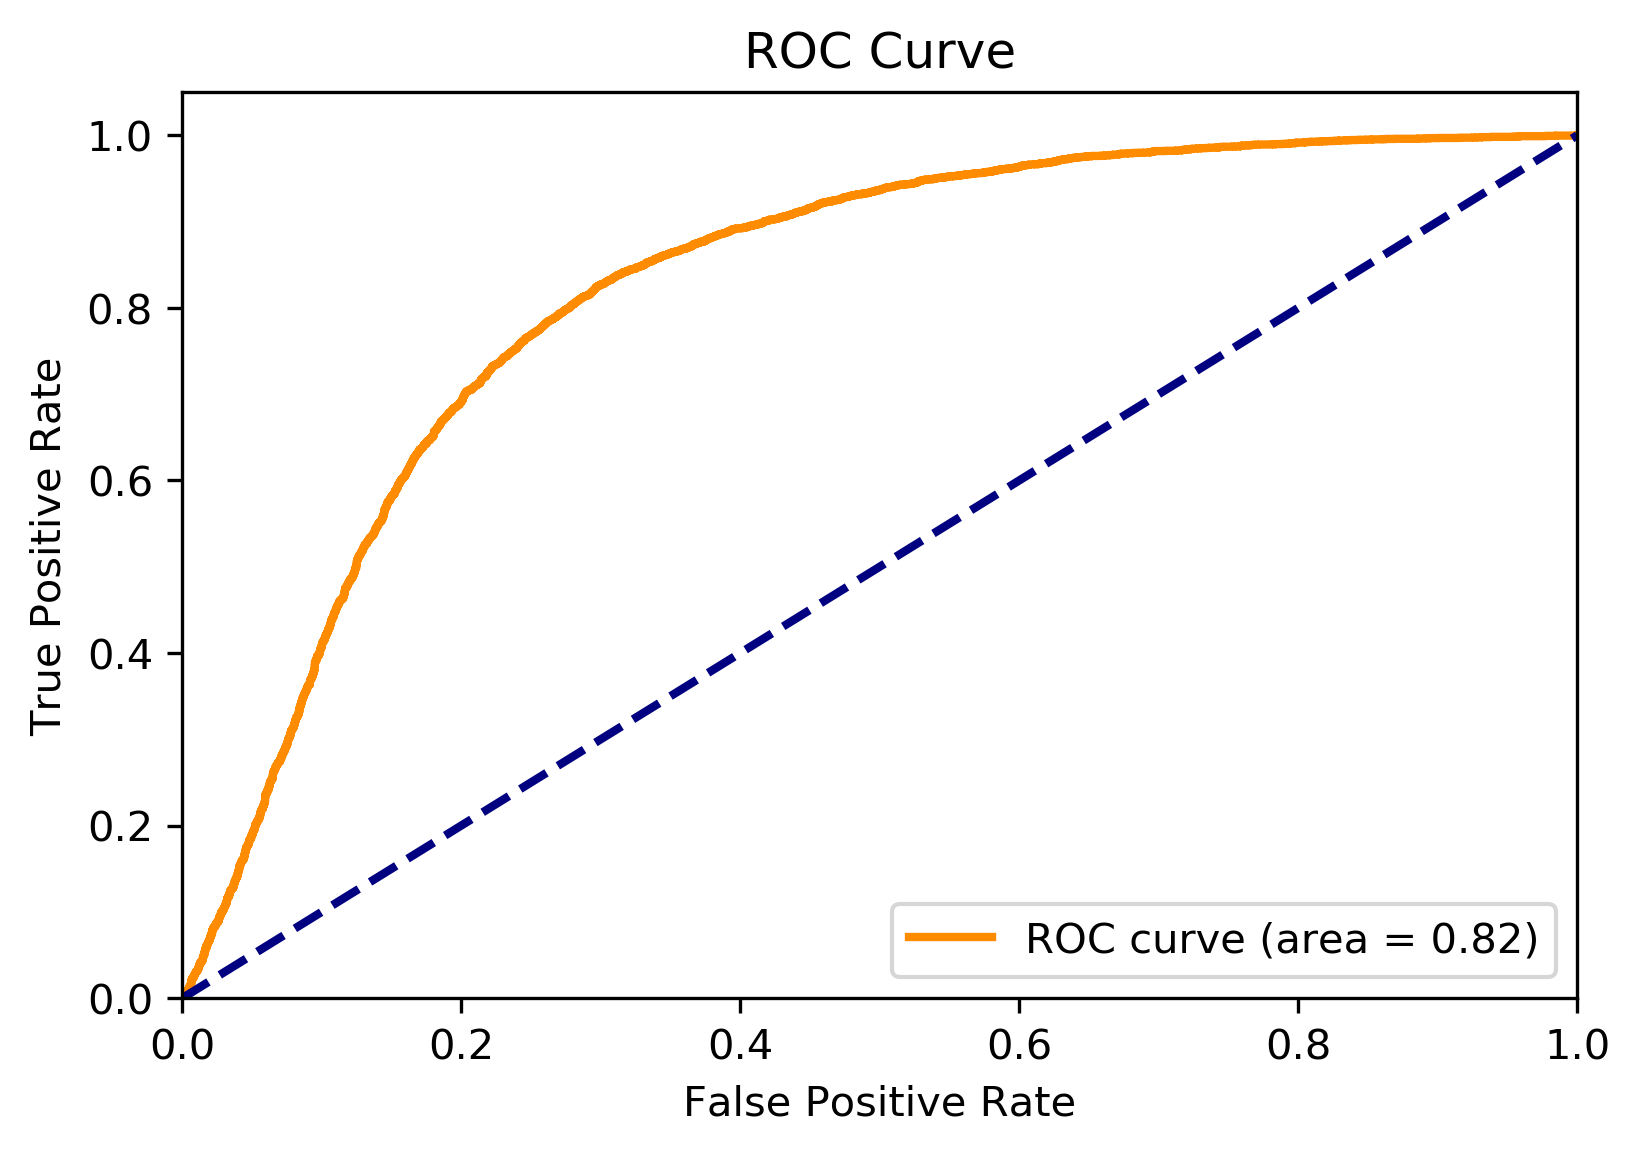 ROC Curve
True Positive Rate
1.0
0.8
0.6
0.4
0.2
0.0
ROC curve (area = 0.82)
0.0 0.2 0.4 0.6 0.8 1.0
False Positive Rate